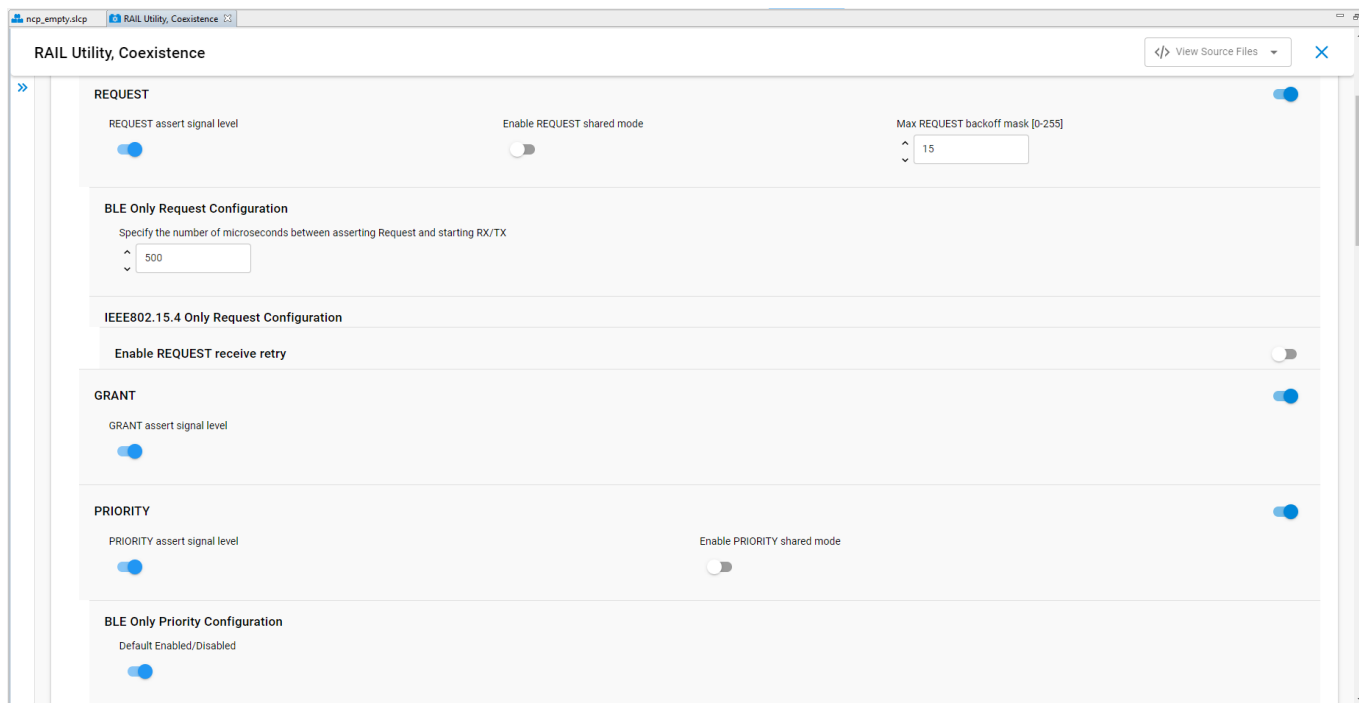 ncp_empty.slcp
RAIL Utility, Coexistence
RAIL Utility, Coexistence
View Source Files
REQUEST
REQUEST assert signal level
Enable REQUEST shared mode
Max REQUEST backoff mask [0-255]
15
BLE Only Request Configuration
Specify the number of microseconds between asserting Request and starting RX/TX
500
IEEE802.15.4 Only Request Configuration
Enable REQUEST receive retry
GRANT
GRANT assert signal level
PRIORITY
PRIORITY assert signal level
Enable PRIORITY shared mode
BLE Only Priority Configuration
Default Enabled/Disabled